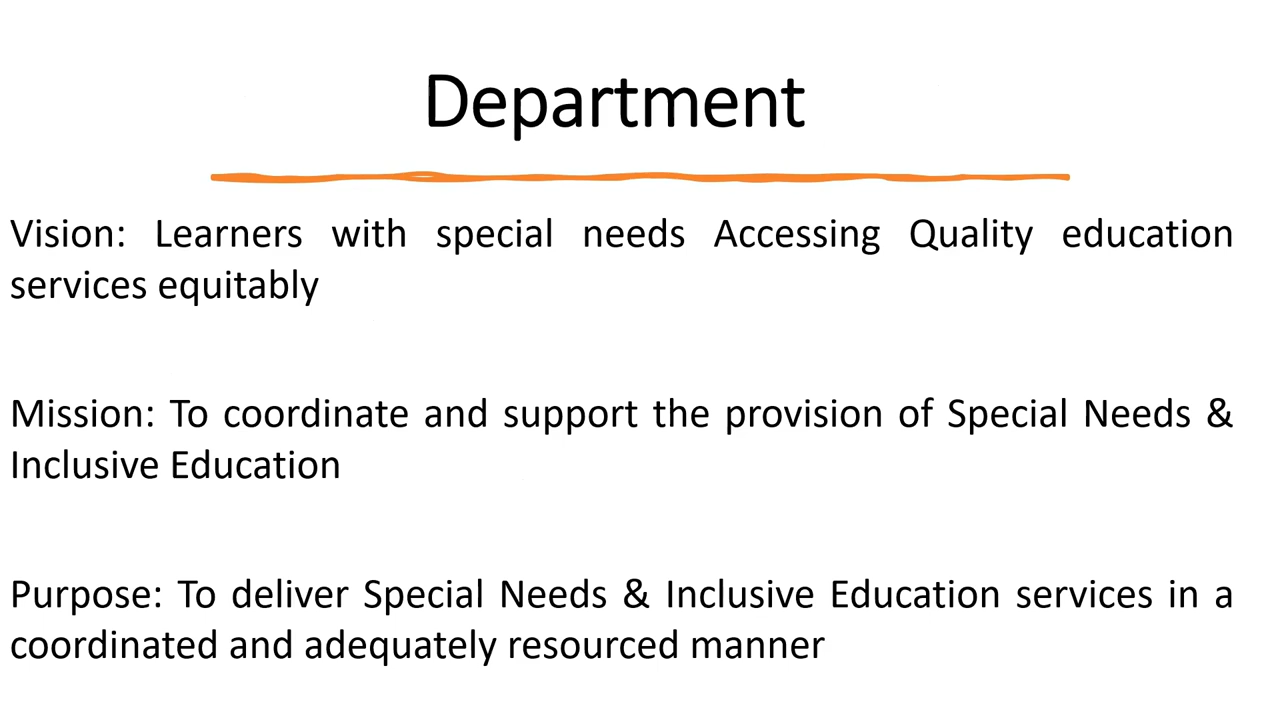 Department
Vision: Learners with special needs Accessing Quality education
services equitably
Mission: To coordinate and support the provision of Special Needs &
Inclusive Education
Purpose: To deliver Special Needs & Inclusive Education services in a
coordinated and adequately resourced manner